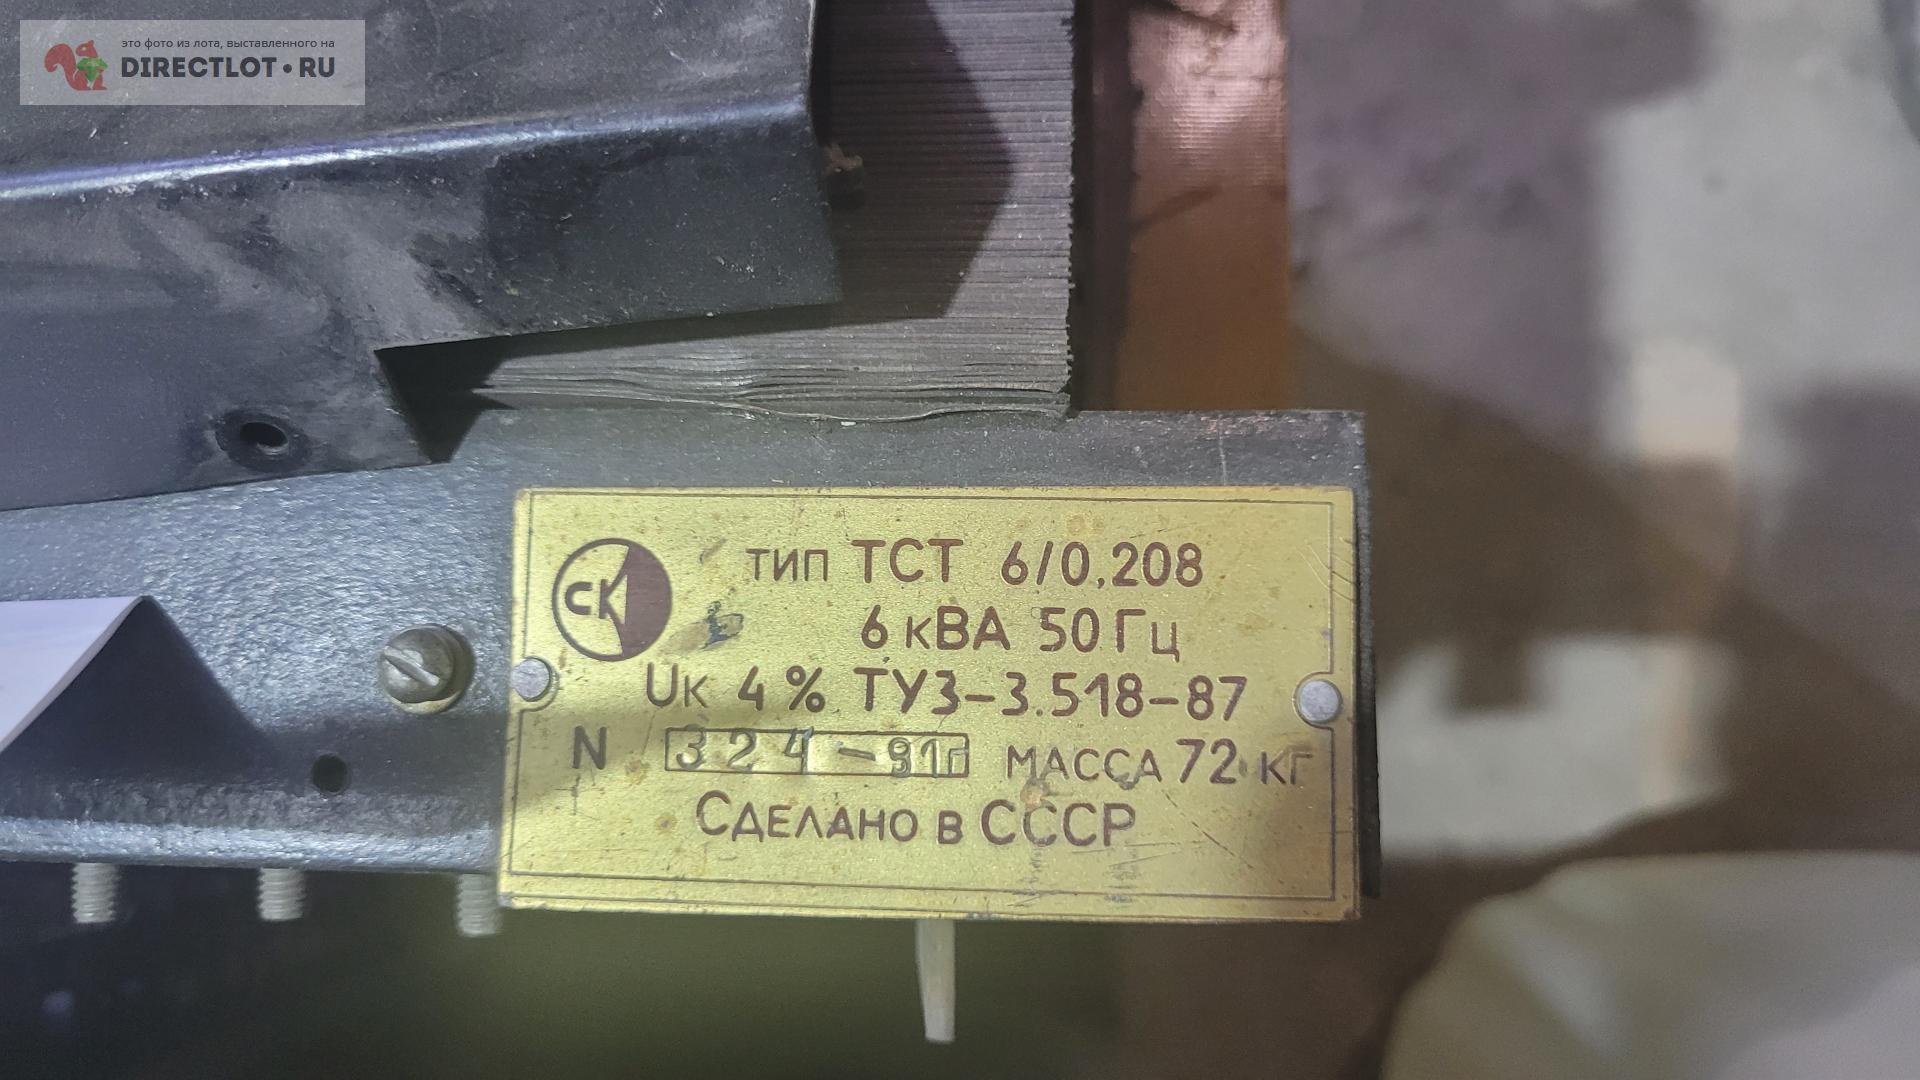 это фото из лота, выставленного на
DIRECTLOT•RU
СК
ТИП ТСТ 6/0,208
6 кВА 50 Гц
Uк 4 % ТУ3-3.518-87
N 324-91г МАССА 72 кг
СДЕЛАНО В СССР